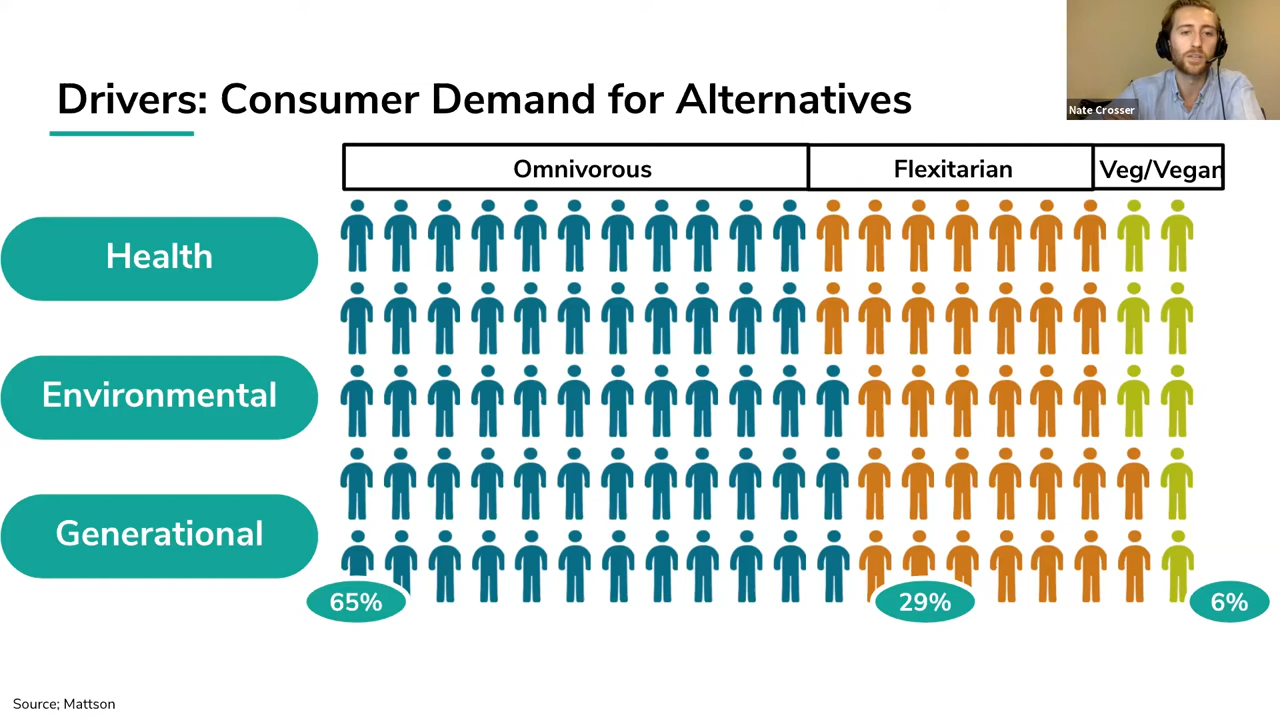 Drivers: Consumer Demand for Alternatives
Nate Crosser
Omnivorous
Flexitarian
Veg/Vegan
Health
Environmental
Generational
65%
29%
6%
Source; Mattson